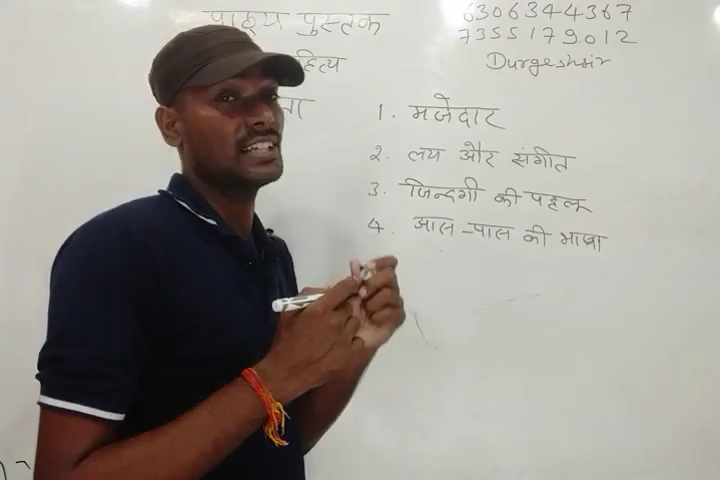 पाठ्य पुस्तक
6306344367
7355179012
Durgeshsir
1. मजेदार
2. लय और संगीत
3. जिन्दगी की पहलू
4. आस-पास की भाषा